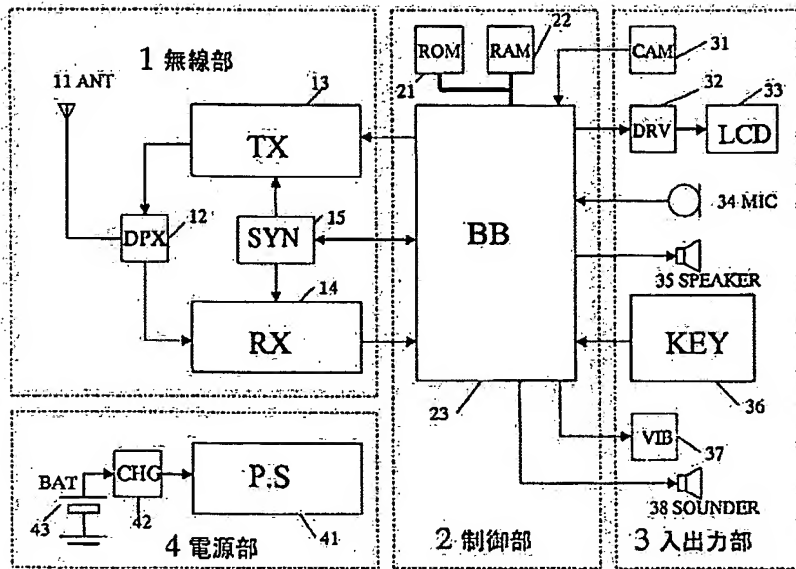 1 無線部
11 ANT
13
TX
12
DPX
15
SYN
14
RX
ROM
RAM
22
21
BB
23
2 制御部
CAM
31
32
33
DRV
LCD
34 MIC
35 SPEAKER
KEY
36
VIB
37
38 SOUNDER
3 入出力部
BAT
CHG
P.S
43
42
41
4 電源部